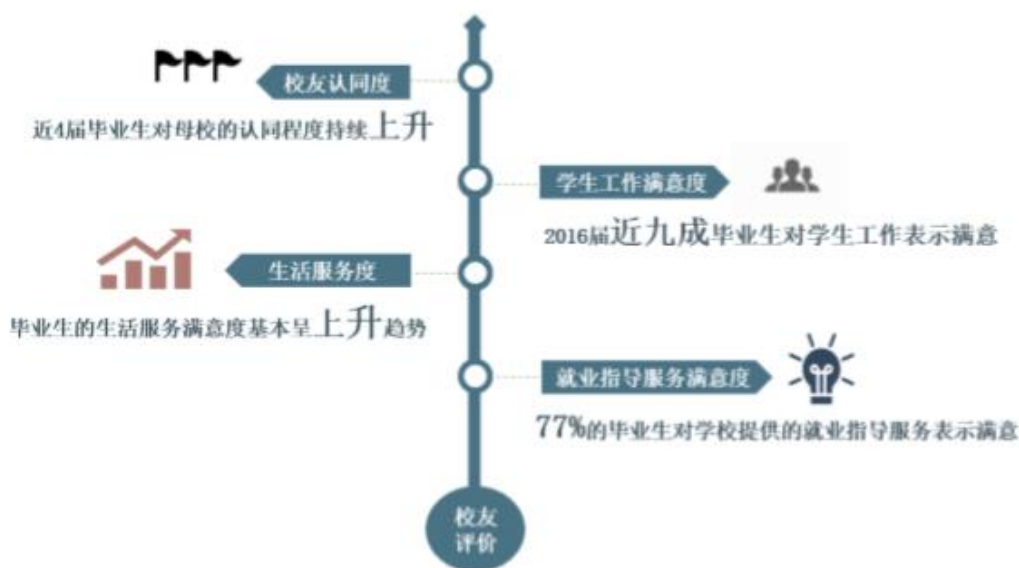 校友认同度
近4届毕业生对母校的认同程度持续上升
学生工作满意度
2016届近九成毕业生对学生工作表示满意
生活服务度
毕业生的生活服务满意度基本呈上升趋势
就业指导服务满意度
77%的毕业生对学校提供的就业指导服务表示满意
校友
评价